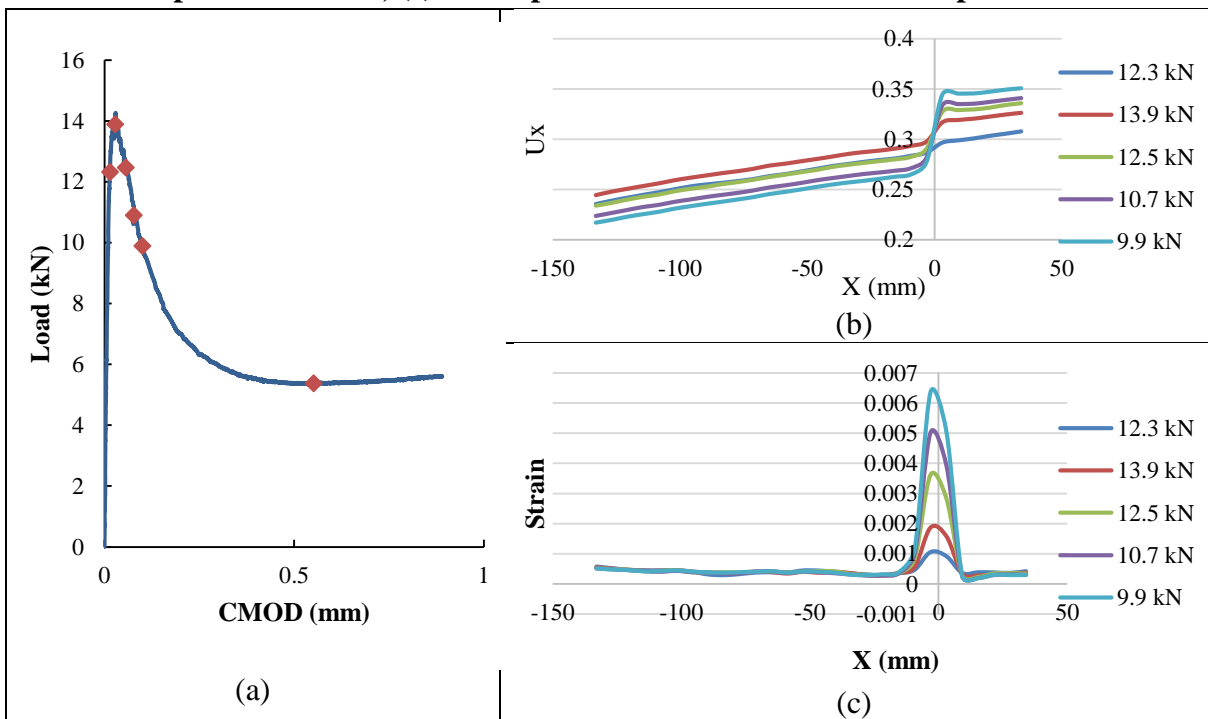 16
14
12
10
8
6
4
2
0
0
0.5
1
Load (kN)
CMOD (mm)
(a)
0.4
0.35
0.3
0.25
0.2
-150
-100
-50
0
50
Ux
X (mm)
12.3 kN
13.9 kN
12.5 kN
10.7 kN
9.9 kN
(b)
0.007
0.006
0.005
0.004
0.003
0.002
0.001
0
-0.001
-150
-100
-50
0
50
Strain
X (mm)
12.3 kN
13.9 kN
12.5 kN
10.7 kN
9.9 kN
(c)